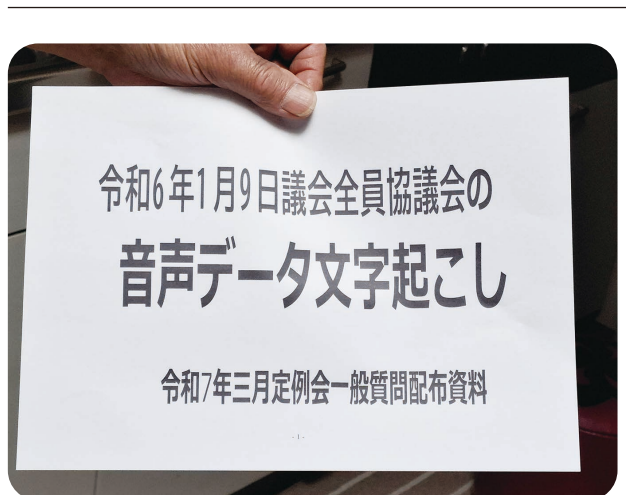 令和6年1月9日議会全員協議会の
音声データ文字起こし
令和7年三月定例会一般質問配布資料
- 1 -